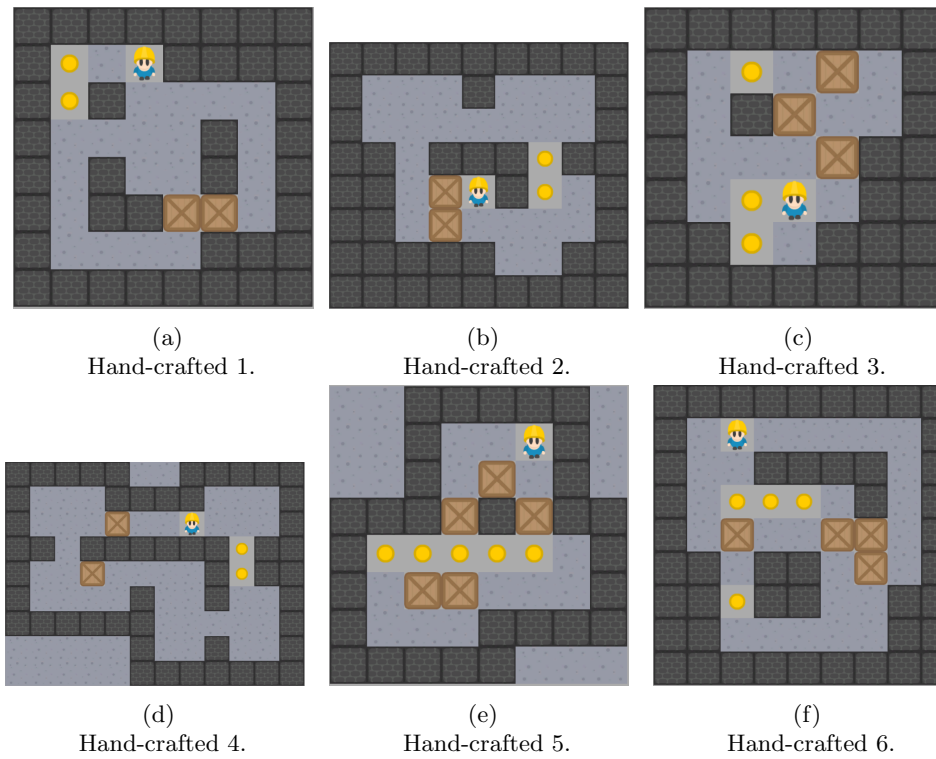 (a)
Hand-crafted 1.
(b)
Hand-crafted 2.
(c)
Hand-crafted 3.
(d)
Hand-crafted 4.
(e)
Hand-crafted 5.
(f)
Hand-crafted 6.